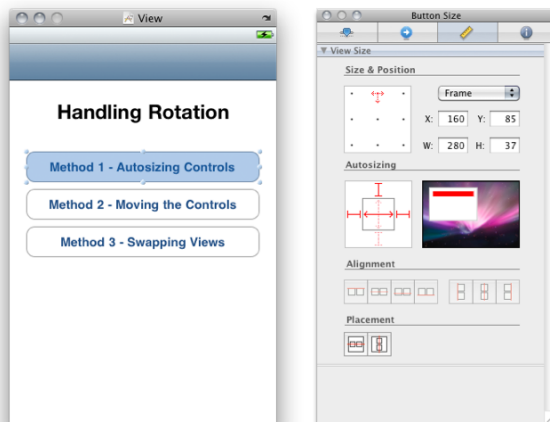 View
Handling Rotation
Method 1 - Autosizing Controls
Method 2 - Moving the Controls
Method 3 - Swapping Views
Button Size
View Size
Size & Position
Frame
X: 160 Y: 85
W: 280 H: 37
Autosizing
Alignment
Placement